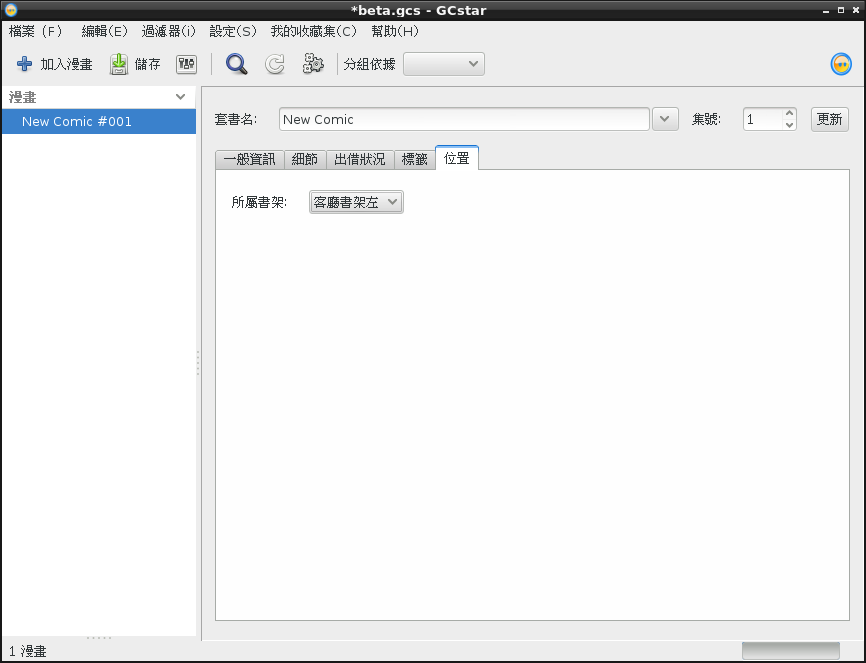 *beta.gcs - GCstar
檔案 (F) 編輯(E) 過濾器(i) 設定(S) 我的收藏集(C) 幫助(H)
加入漫畫 儲存 分組依據
漫畫
New Comic #001
套書名: New Comic 集號: 1 更新
一般資訊 細節 出借狀況 標籤 位置
所屬書架: 客廳書架左
1 漫畫